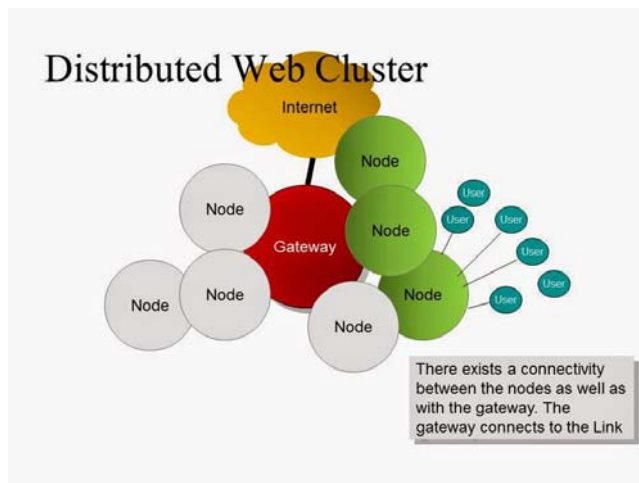 Distributed Web Cluster
Internet
Node
Node
User
User
User
Node
Gateway
User
Node
Node
Node
User
User
Node
There exists a connectivity
between the nodes as well as
with the gateway. The
gateway connects to the Link